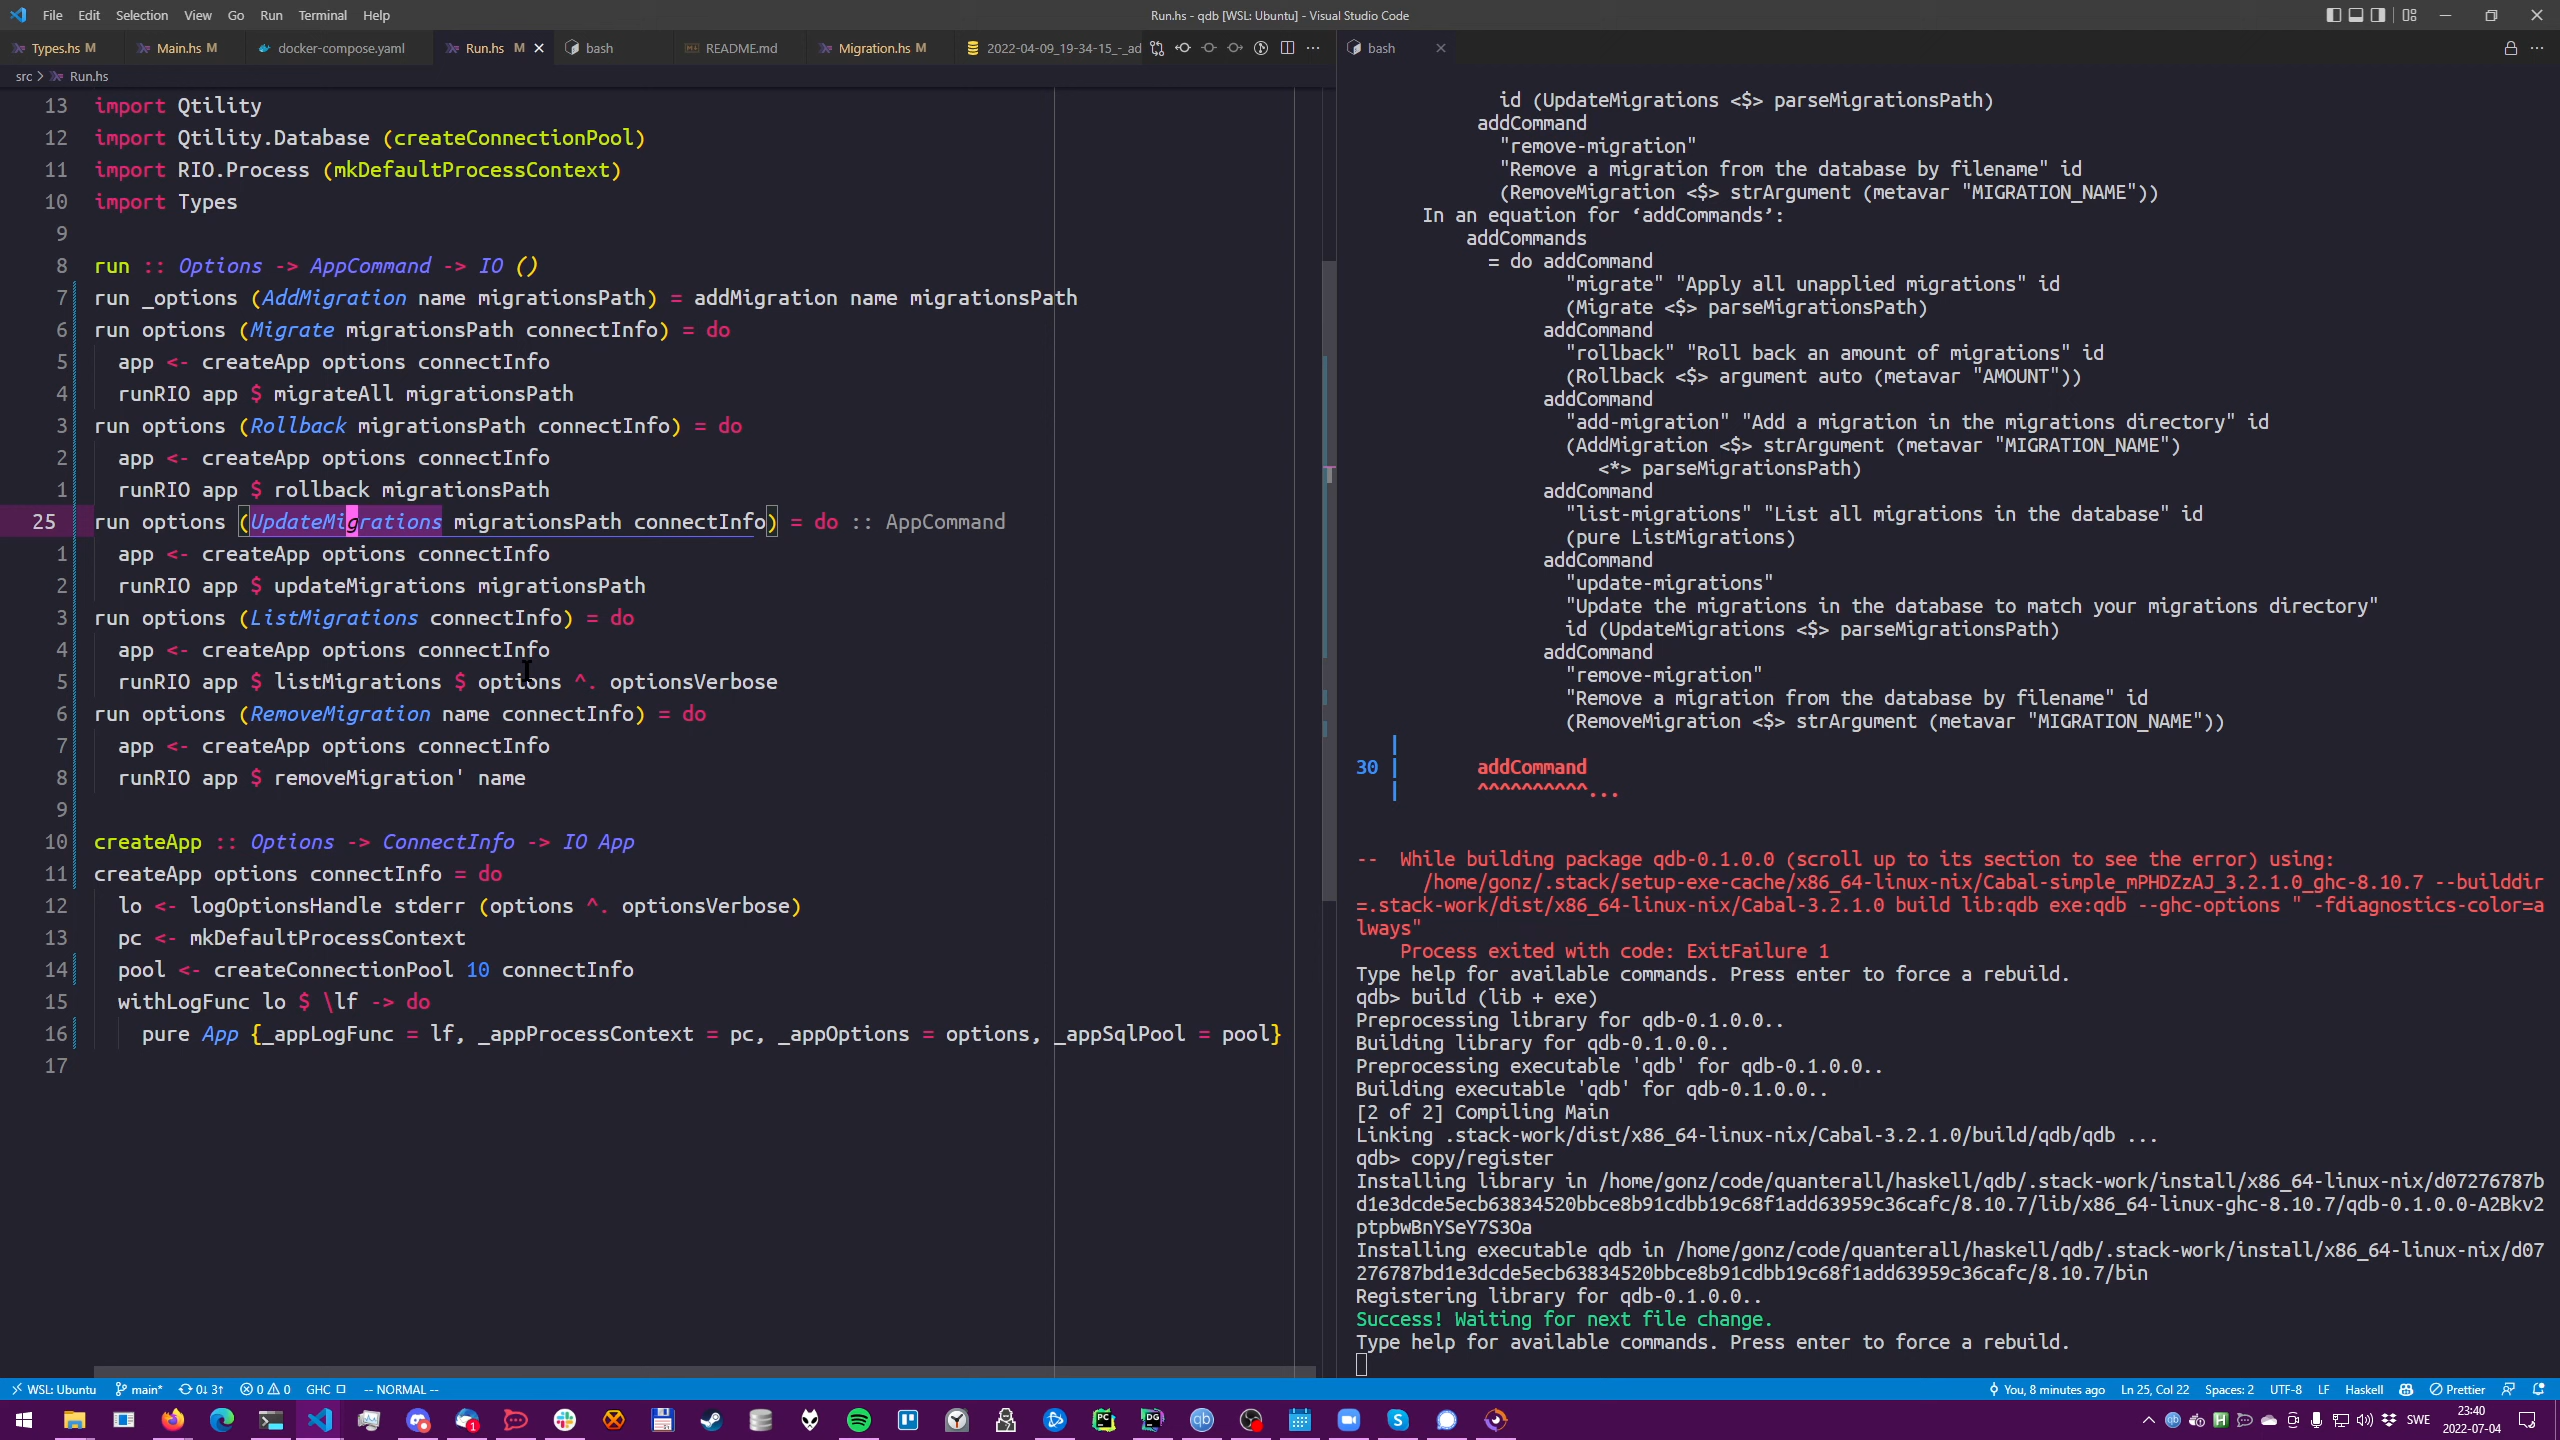 File Edit Selection View Go Run Terminal Help
Run.hs - qdb [WSL: Ubuntu] - Visual Studio Code
Types.hs M Main.hs M docker-compose.yaml Run.hs M bash README.md Migration.hs M 2022-04-09_19-34-15_-_ad
src > Run.hs
13 import Qtility
12 import Qtility.Database (createConnectionPool)
11 import RIO.Process (mkDefaultProcessContext)
10 import Types
9
8 run :: Options -> AppCommand -> IO ()
7 run _options (AddMigration name migrationsPath) = addMigration name migrationsPath
6 run options (Migrate migrationsPath connectInfo) = do
5 app <- createApp options connectInfo
4 runRIO app $ migrateAll migrationsPath
3 run options (Rollback migrationsPath connectInfo) = do
2 app <- createApp options connectInfo
1 runRIO app $ rollback migrationsPath
25 run options (UpdateMigrations migrationsPath connectInfo) = do :: AppCommand
1 app <- createApp options connectInfo
2 runRIO app $ updateMigrations migrationsPath
3 run options (ListMigrations connectInfo) = do
4 app <- createApp options connectInfo
5 runRIO app $ listMigrations $ options ^. optionsVerbose
6 run options (RemoveMigration name connectInfo) = do
7 app <- createApp options connectInfo
8 runRIO app $ removeMigration' name
9
10 createApp :: Options -> ConnectInfo -> IO App
11 createApp options connectInfo = do
12 lo <- logOptionsHandle stderr (options ^. optionsVerbose)
13 pc <- mkDefaultProcessContext
14 pool <- createConnectionPool 10 connectInfo
15 withLogFunc lo $ \lf -> do
16 pure App {_appLogFunc = lf, _appProcessContext = pc, _appOptions = options, _appSqlPool = pool}
17
bash
id (UpdateMigrations <$> parseMigrationsPath)
addCommand
"remove-migration"
"Remove a migration from the database by filename" id
(RemoveMigration <$> strArgument (metavar "MIGRATION_NAME"))
In an equation for ‘addCommands’:
addCommands
= do addCommand
"migrate" "Apply all unapplied migrations" id
(Migrate <$> parseMigrationsPath)
addCommand
"rollback" "Roll back an amount of migrations" id
(Rollback <$> argument auto (metavar "AMOUNT"))
addCommand
"add-migration" "Add a migration in the migrations directory" id
(AddMigration <$> strArgument (metavar "MIGRATION_NAME")
<*> parseMigrationsPath)
addCommand
"list-migrations" "List all migrations in the database" id
(pure ListMigrations)
addCommand
"update-migrations"
"Update the migrations in the database to match your migrations directory"
id (UpdateMigrations <$> parseMigrationsPath)
addCommand
"remove-migration"
"Remove a migration from the database by filename" id
(RemoveMigration <$> strArgument (metavar "MIGRATION_NAME"))
|
30 | addCommand
| ^^^^^^^^^^...
-- While building package qdb-0.1.0.0 (scroll up to its section to see the error) using:
/home/gonz/.stack/setup-exe-cache/x86_64-linux-nix/Cabal-simple_mPHDZzAJ_3.2.1.0_ghc-8.10.7 --builddir
=.stack-work/dist/x86_64-linux-nix/Cabal-3.2.1.0 build lib:qdb exe:qdb --ghc-options " -fdiagnostics-color=a
lways"
Process exited with code: ExitFailure 1
Type help for available commands. Press enter to force a rebuild.
qdb> build (lib + exe)
Preprocessing library for qdb-0.1.0.0..
Building library for qdb-0.1.0.0..
Preprocessing executable 'qdb' for qdb-0.1.0.0..
Building executable 'qdb' for qdb-0.1.0.0..
[2 of 2] Compiling Main
Linking .stack-work/dist/x86_64-linux-nix/Cabal-3.2.1.0/build/qdb/qdb ...
qdb> copy/register
Installing library in /home/gonz/code/quanterall/haskell/qdb/.stack-work/install/x86_64-linux-nix/d07276787b
d1e3dcde5ecb63834520bbce8b91cdbb19c68f1add63959c36cafc/8.10.7/lib/x86_64-linux-ghc-8.10.7/qdb-0.1.0.0-A2Bkv2
ptpbwBnYSeY7S3Oa
Installing executable qdb in /home/gonz/code/quanterall/haskell/qdb/.stack-work/install/x86_64-linux-nix/d07
276787bd1e3dcde5ecb63834520bbce8b91cdbb19c68f1add63959c36cafc/8.10.7/bin
Registering library for qdb-0.1.0.0..
Success! Waiting for next file change.
Type help for available commands. Press enter to force a rebuild.
WSL: Ubuntu main* 0↓ 3↑ 0 0 GHC -- NORMAL --
You, 8 minutes ago Ln 25, Col 22 Spaces: 2 UTF-8 LF Haskell Prettier
SWE 23:40
2022-07-04